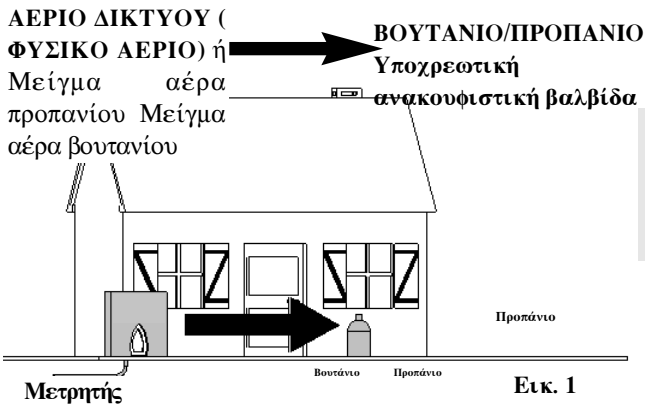 ΑΕΡΙΟ ΔΙΚΤΥΟΥ (
ΦΥΣΙΚΟ ΑΕΡΙΟ) ή
Μείγμα αέρα
προπανίου Μείγμα
αέρα βουτανίου
ΒΟΥΤΑΝΙΟ/ΠΡΟΠΑΝΙΟ
Υποχρεωτική
ανακουφιστική βαλβίδα
Προπάνιο
Βουτάνιο Προπάνιο
Μετρητής
Εικ. 1